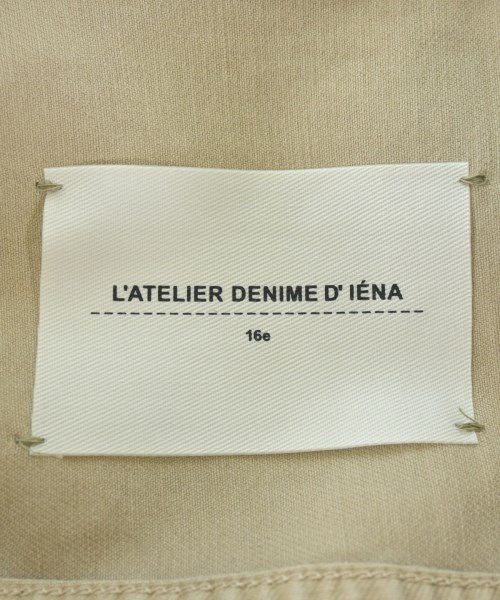 L'ATELIER DENIME D' IÉNA
16e